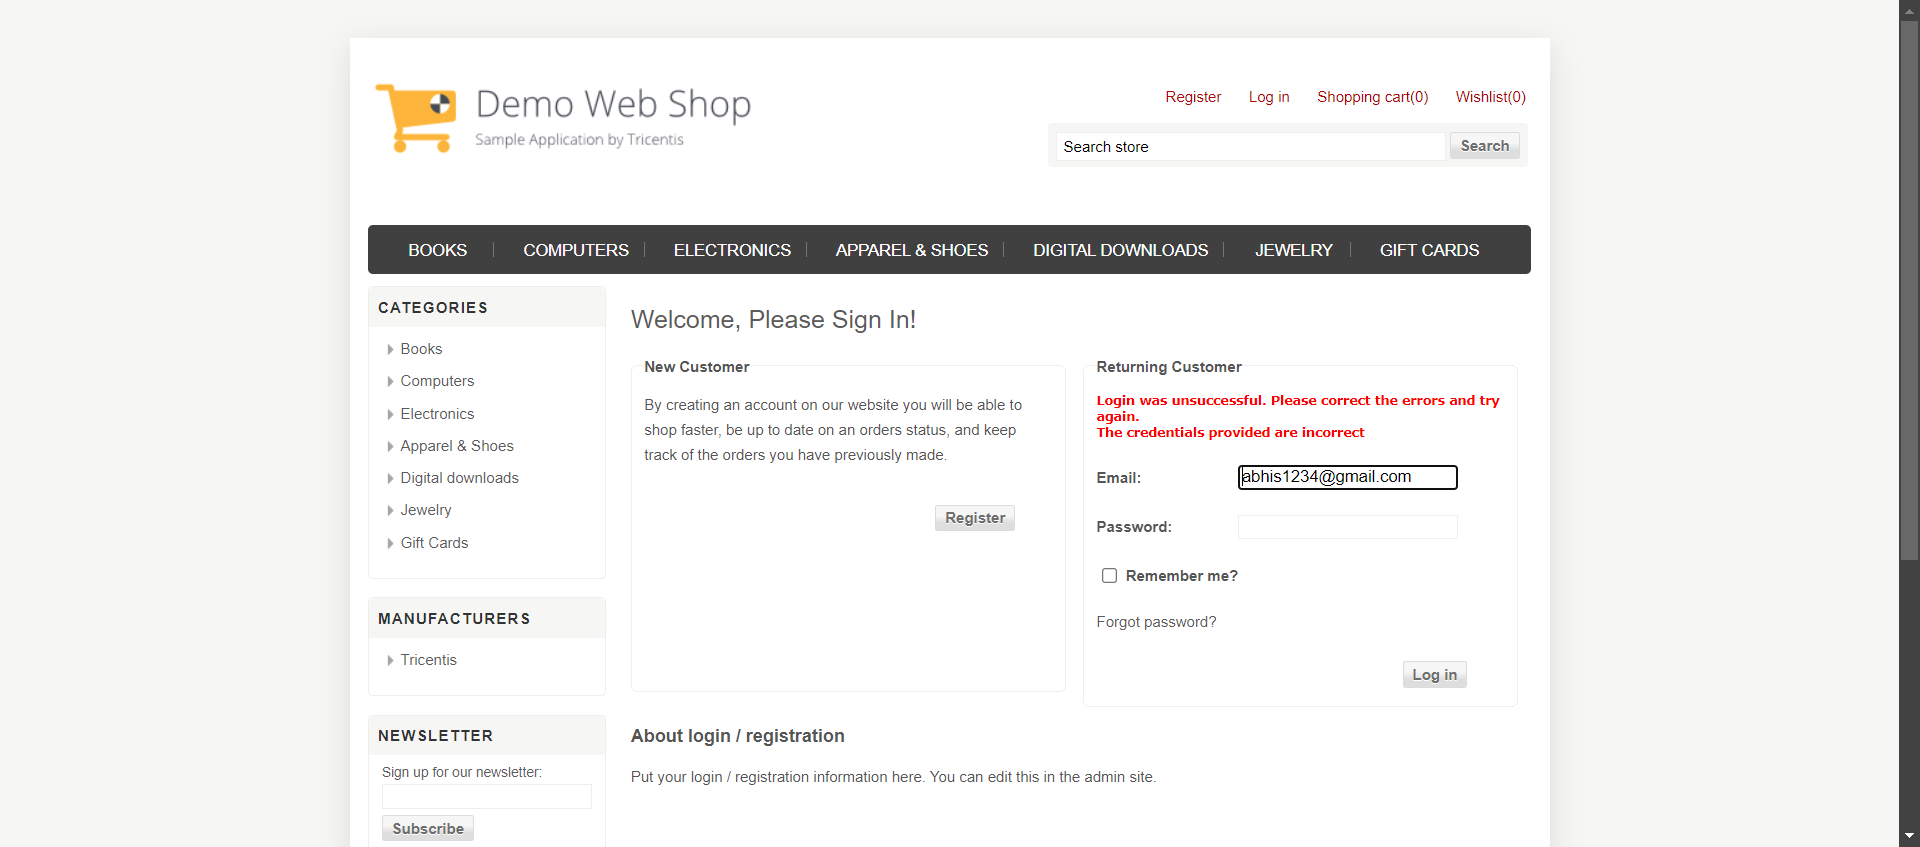 Demo Web Shop
Sample Application by Tricentis
Register Log in Shopping cart(0) Wishlist(0)
Search store Search
BOOKS COMPUTERS ELECTRONICS APPAREL & SHOES DIGITAL DOWNLOADS JEWELRY GIFT CARDS
CATEGORIES
Books
Computers
Electronics
Apparel & Shoes
Digital downloads
Jewelry
Gift Cards
MANUFACTURERS
Tricentis
NEWSLETTER
Sign up for our newsletter:
Subscribe
Welcome, Please Sign In!
New Customer
By creating an account on our website you will be able to
shop faster, be up to date on an orders status, and keep
track of the orders you have previously made.
Register
Returning Customer
Login was unsuccessful. Please correct the errors and try
again.
The credentials provided are incorrect
Email: abhis1234@gmail.com
Password:
Remember me?
Forgot password?
Log in
About login / registration
Put your login / registration information here. You can edit this in the admin site.